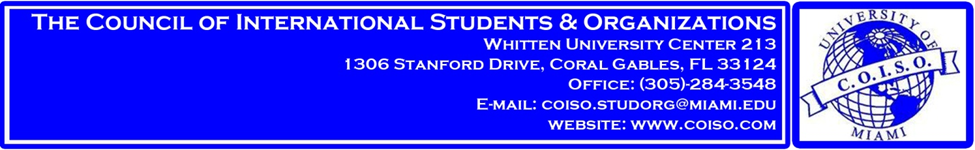 The Council of International Students & Organizations
Whitten University Center 213
1306 Stanford Drive, Coral Gables, FL 33124
Office: (305)-284-3548
E-mail: coiso.studorg@miami.edu
website: www.coiso.com
UNIVERSITY OF
C.O.I.S.O.
MIAMI